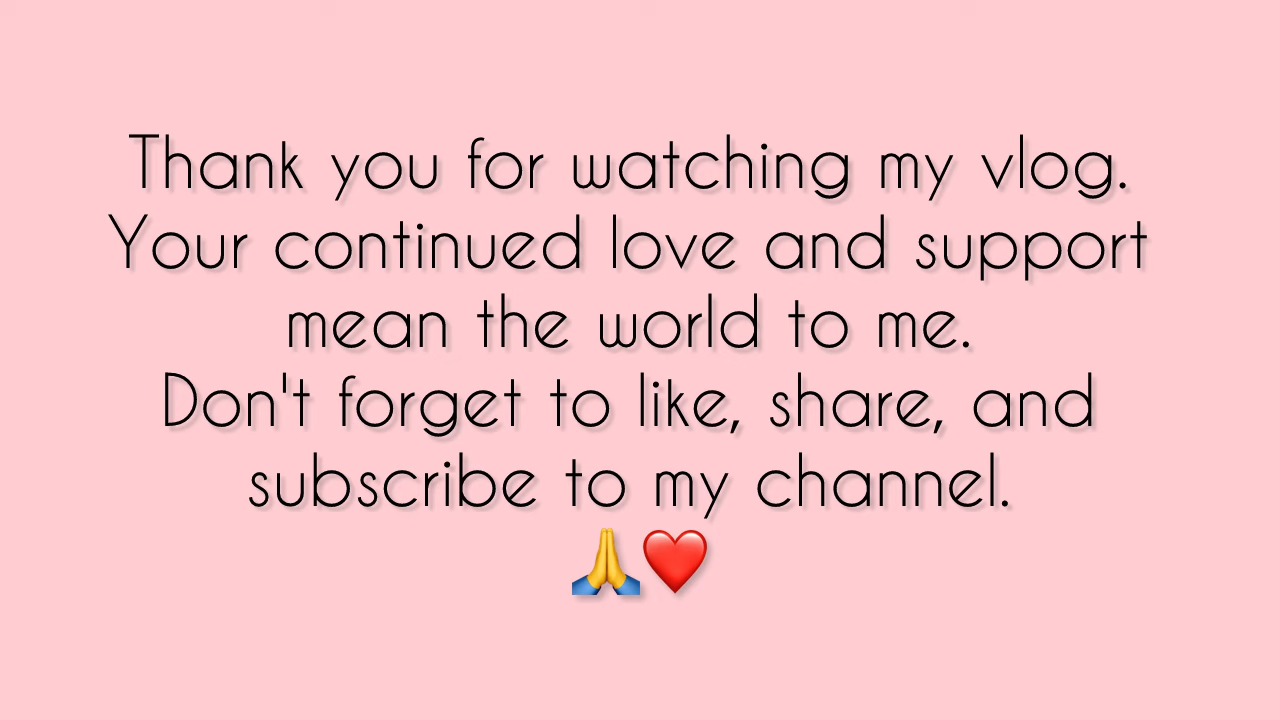 Thank you for watching my vlog.
Your continued love and support
mean the world to me.
Don't forget to like, share, and
subscribe to my channel.
🙏❤️